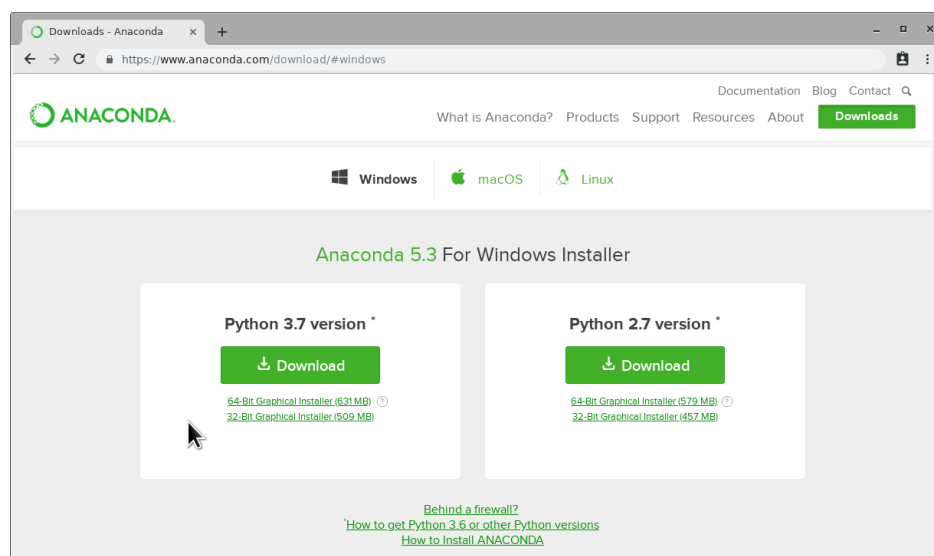 Downloads - Anaconda
https://www.anaconda.com/download/#windows
Documentation Blog Contact
ANACONDA.
What is Anaconda? Products Support Resources About Downloads
Windows macOS Linux
Anaconda 5.3 For Windows Installer
Python 3.7 version *
Download
64-Bit Graphical Installer (631 MB) ?
32-Bit Graphical Installer (509 MB)
Python 2.7 version *
Download
64-Bit Graphical Installer (579 MB) ?
32-Bit Graphical Installer (457 MB)
Behind a firewall?
*How to get Python 3.6 or other Python versions
How to Install ANACONDA